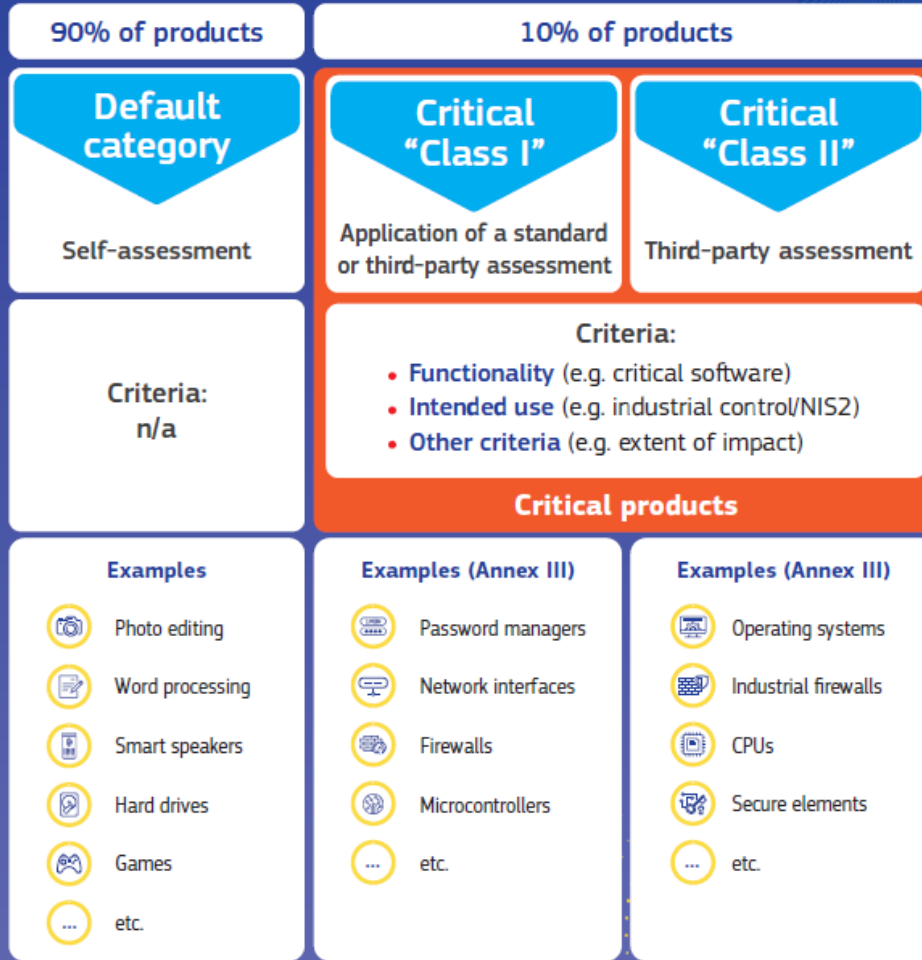 90% of products
10% of products
Default
category
Self-assessment
Critical
“Class I”
Application of a standard
or third-party assessment
Critical
“Class II”
Third-party assessment
Criteria:
n/a
Criteria:
• Functionality (e.g. critical software)
• Intended use (e.g. industrial control/NIS2)
• Other criteria (e.g. extent of impact)
Critical products
Examples
Photo editing
Word processing
Smart speakers
Hard drives
Games
... etc.
Examples (Annex III)
Password managers
Network interfaces
Firewalls
Microcontrollers
... etc.
Examples (Annex III)
Operating systems
Industrial firewalls
CPUs
Secure elements
... etc.